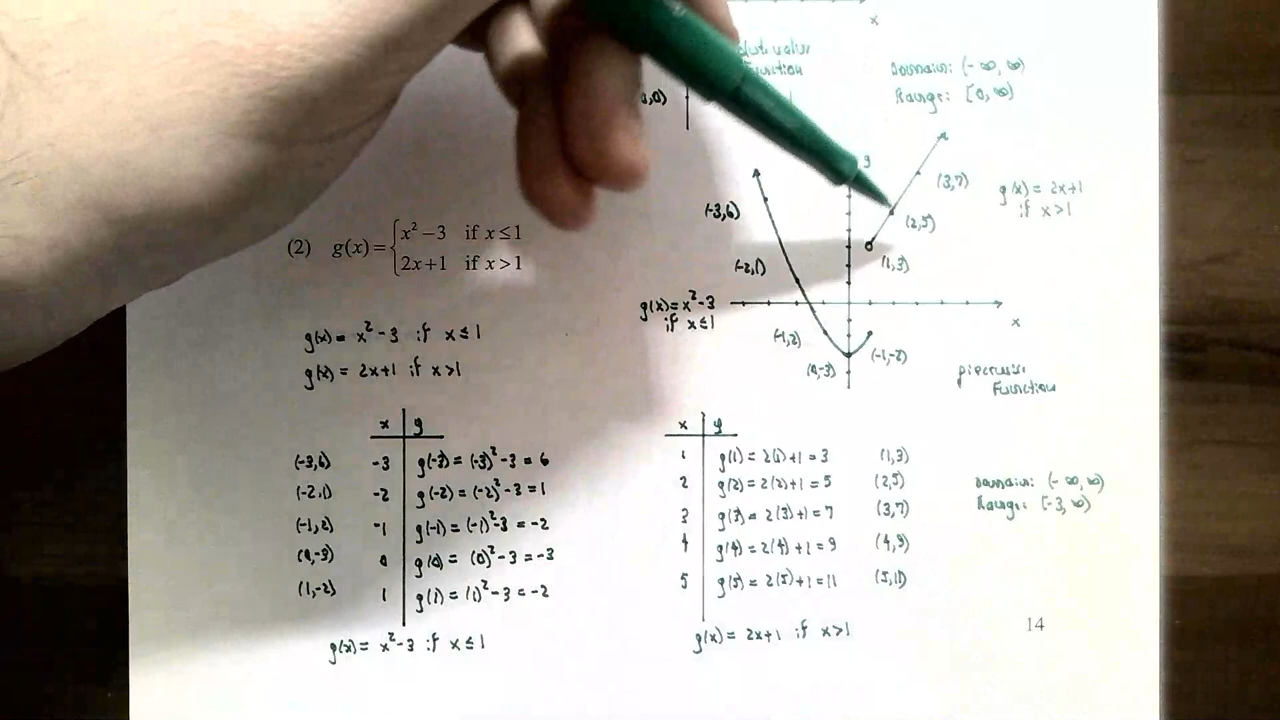 x
Function
Domain: (-∞, ∞)
Range: [0, ∞)
,0)
y
(3,7)
g(x) = 2x+1
if x>1
(-3,6)
(2,5)
(2) g(x) = { x² − 3 if x ≤ 1
2x + 1 if x > 1
(-2,1)
(1,3)
g(x) = x²-3
if x≤1
x
g(x) = x²-3 if x≤1
(-1,2)
(-1,-2)
g(x) = 2x+1 if x>1
(0,-3)
piecewise
Function
x | y
(-3,6) -3 | g(-3) = (-3)²-3 = 6
(-2,1) -2 | g(-2) = (-2)²-3 = 1
(-1,2) -1 | g(-1) = (-1)²-3 = -2
(0,-3) 0 | g(0) = (0)²-3 = -3
(1,-2) 1 | g(1) = (1)²-3 = -2
g(x) = x²-3 if x≤1
x | y
1 | g(1) = 2(1)+1 = 3 (1,3)
2 | g(2) = 2(2)+1 = 5 (2,5)
3 | g(3) = 2(3)+1 = 7 (3,7)
4 | g(4) = 2(4)+1 = 9 (4,9)
5 | g(5) = 2(5)+1 = 11 (5,11)
g(x) = 2x+1 if x>1
Domain: (-∞, ∞)
Range: [-3, ∞)
14